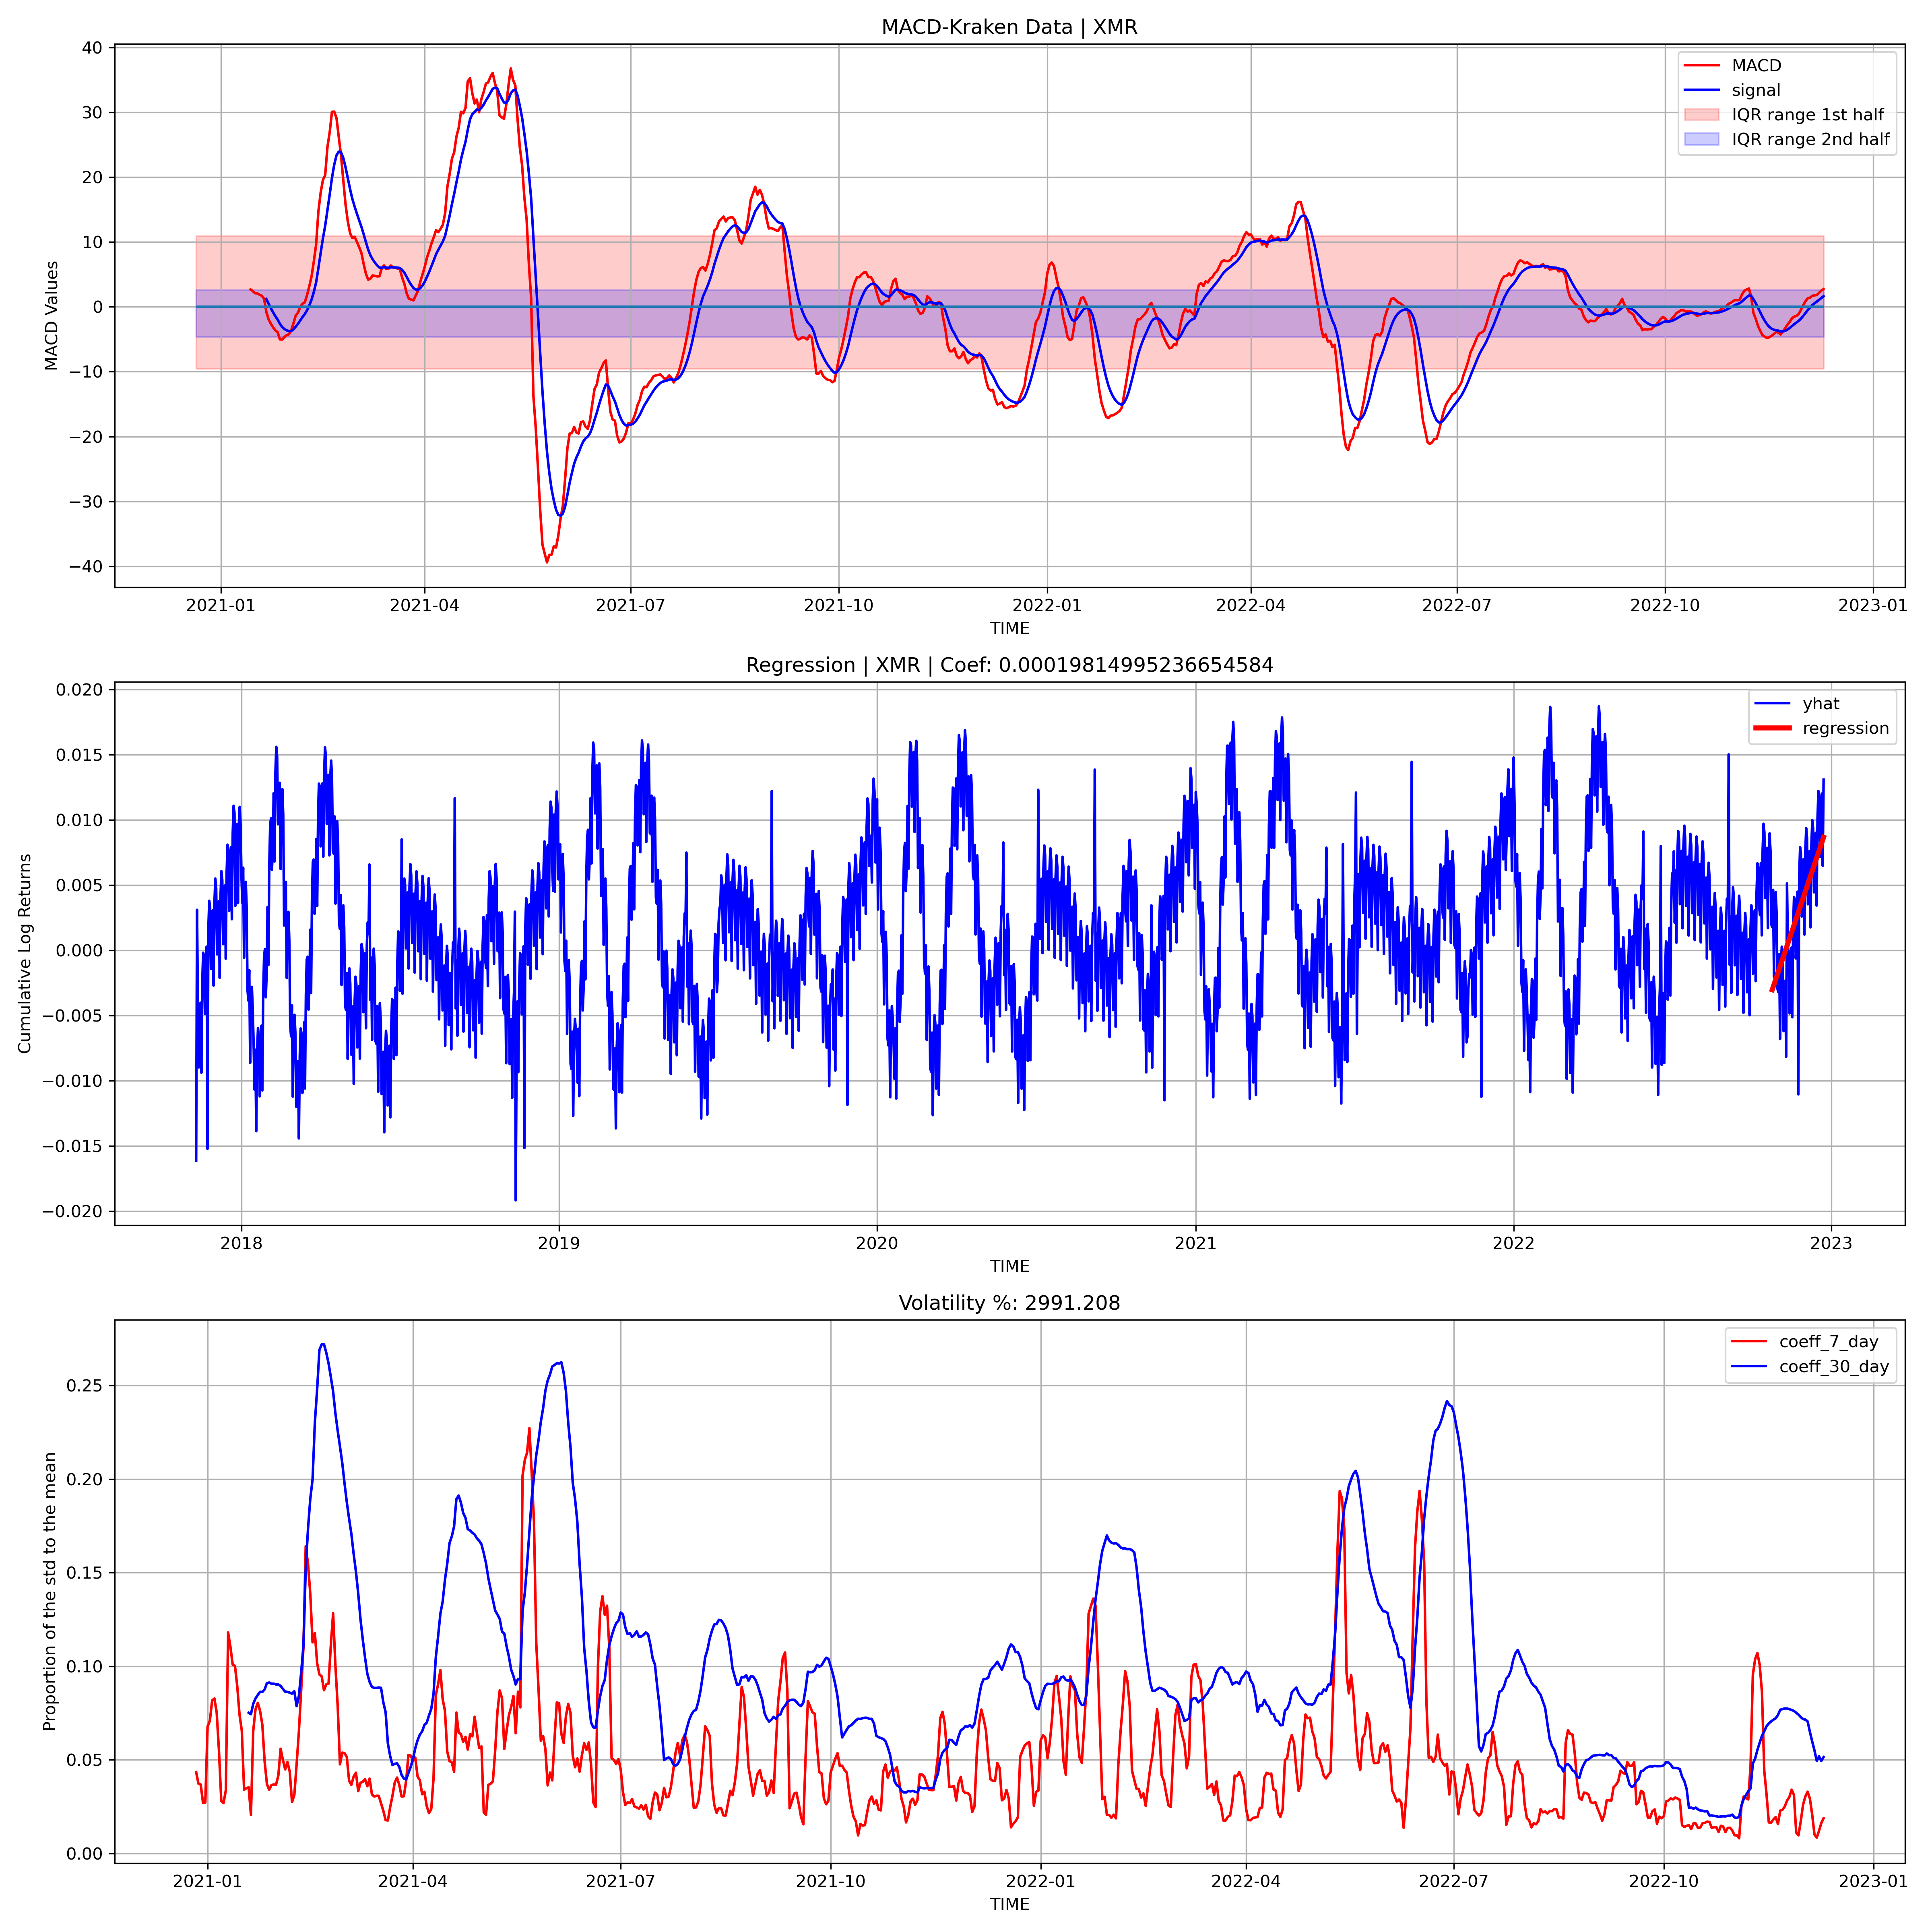 MACD-Kraken Data | XMR
MACD
signal
IQR range 1st half
IQR range 2nd half
MACD Values
40
30
20
10
0
−10
−20
−30
−40
2021-01 2021-04 2021-07 2021-10 2022-01 2022-04 2022-07 2022-10 2023-01
TIME
Regression | XMR | Coef: 0.00019814995236654584
yhat
regression
Cumulative Log Returns
0.020
0.015
0.010
0.005
0.000
−0.005
−0.010
−0.015
−0.020
2018 2019 2020 2021 2022 2023
TIME
Volatility %: 2991.208
coeff_7_day
coeff_30_day
Proportion of the std to the mean
0.25
0.20
0.15
0.10
0.05
0.00
2021-01 2021-04 2021-07 2021-10 2022-01 2022-04 2022-07 2022-10 2023-01
TIME